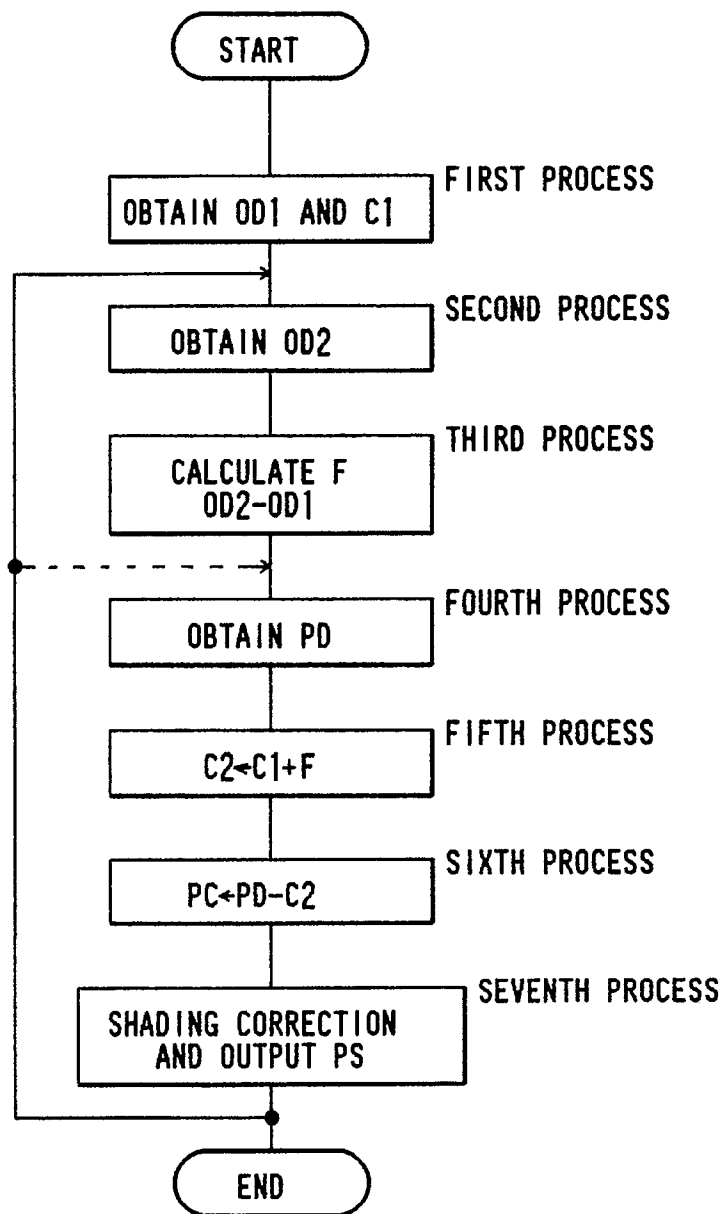 START
FIRST PROCESS
OBTAIN OD1 AND C1
SECOND PROCESS
OBTAIN OD2
THIRD PROCESS
CALCULATE F
OD2-OD1
FOURTH PROCESS
OBTAIN PD
FIFTH PROCESS
C2←C1+F
SIXTH PROCESS
PC←PD-C2
SEVENTH PROCESS
SHADING CORRECTION
AND OUTPUT PS
END